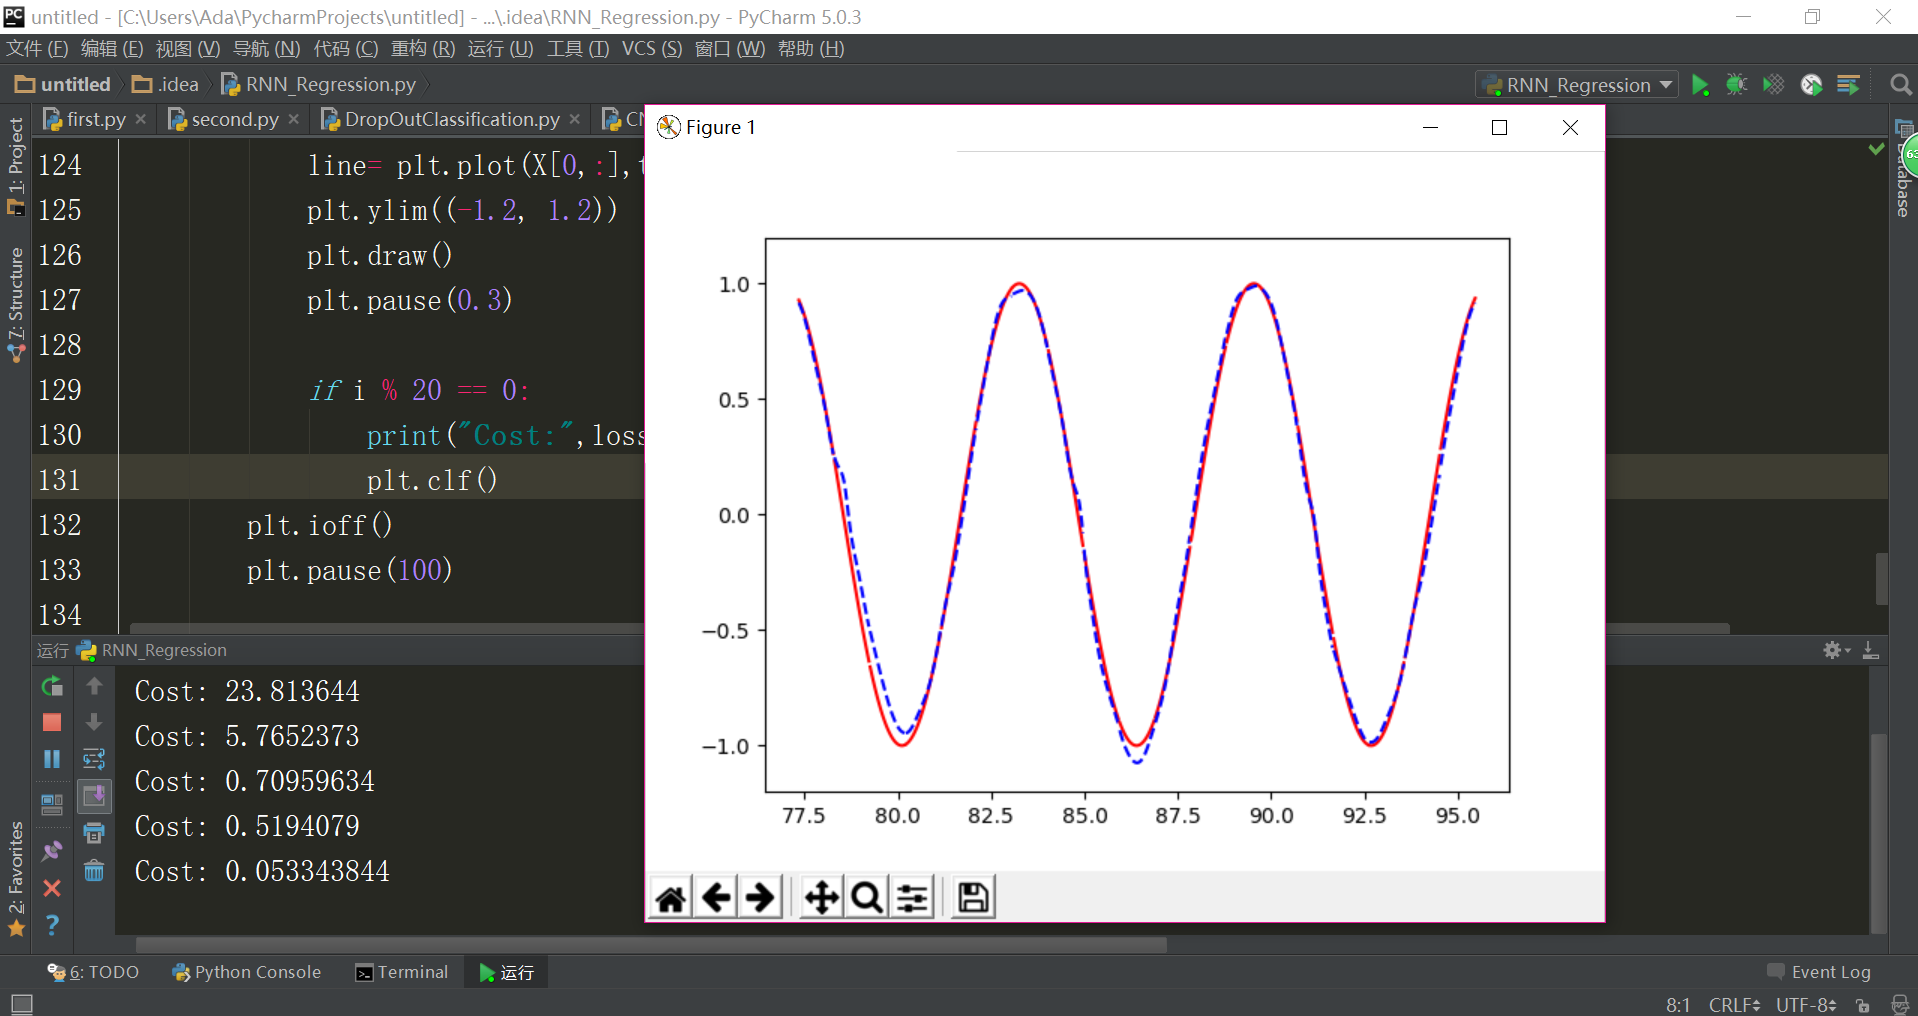 untitled - [C:\Users\Ada\PycharmProjects\untitled] - ...\.idea\RNN_Regression.py - PyCharm 5.0.3
文件 (F) 编辑 (E) 视图 (V) 导航 (N) 代码 (C) 重构 (R) 运行 (U) 工具 (T) VCS (S) 窗口 (W) 帮助 (H)
untitled .idea RNN_Regression.py RNN_Regression
first.py second.py DropOutClassification.py
1: Project
7: Structure
2: Favorites
Database
63
124 line= plt.plot(X[0,:],
125 plt.ylim((-1.2, 1.2))
126 plt.draw()
127 plt.pause(0.3)
128
129 if i % 20 == 0:
130 print("Cost:",loss
131 plt.clf()
132 plt.ioff()
133 plt.pause(100)
134
Figure 1
1.0
0.5
0.0
−0.5
−1.0
77.5 80.0 82.5 85.0 87.5 90.0 92.5 95.0
运行 RNN_Regression
Cost: 23.813644
Cost: 5.7652373
Cost: 0.70959634
Cost: 0.5194079
Cost: 0.053343844
6: TODO Python Console Terminal 运行 Event Log
8:1 CRLF UTF-8